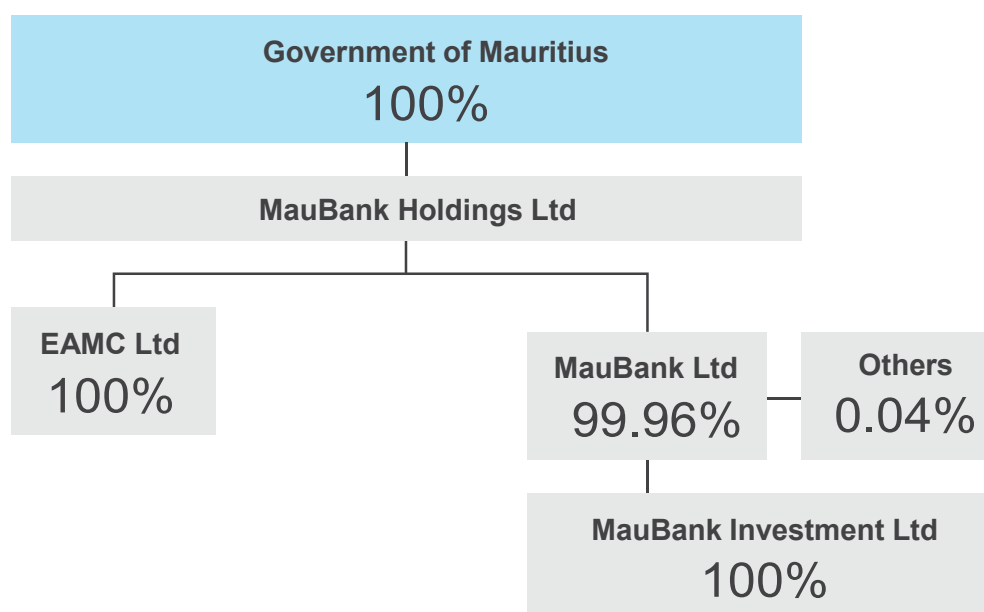 Government of Mauritius
100%
MauBank Holdings Ltd
EAMC Ltd
100%
MauBank Ltd
99.96%
Others
0.04%
MauBank Investment Ltd
100%